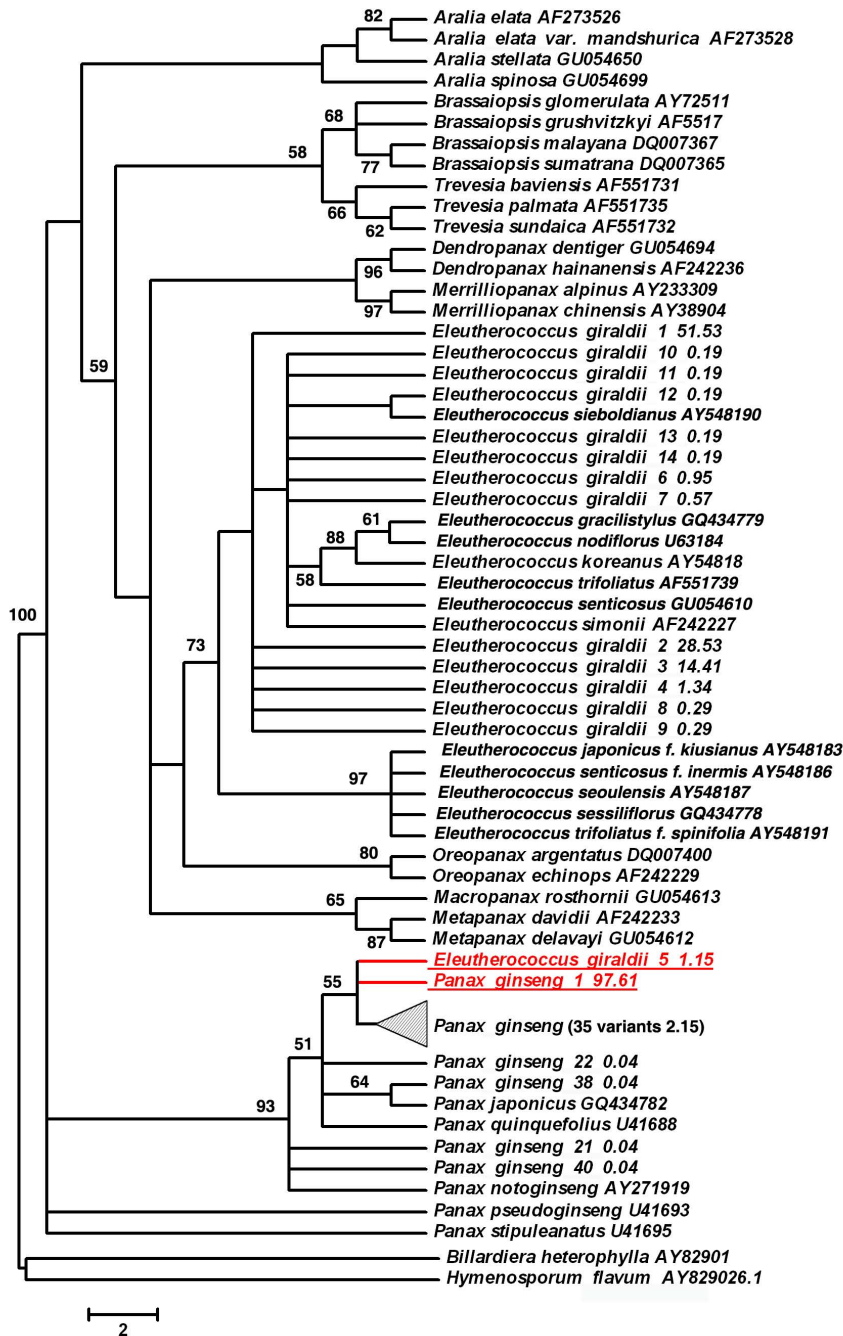 82
Aralia elata AF273526
Aralia elata var. mandshurica AF273528
Aralia stellata GU054650
Aralia spinosa GU054699
Brassaiopsis glomerulata AY72511
68
Brassaiopsis grushvitzkyi AF5517
58
Brassaiopsis malayana DQ007367
77
Brassaiopsis sumatrana DQ007365
Trevesia baviensis AF551731
66
Trevesia palmata AF551735
62
Trevesia sundaica AF551732
Dendropanax dentiger GU054694
96
Dendropanax hainanensis AF242236
Merrilliopanax alpinus AY233309
97
Merrilliopanax chinensis AY38904
Eleutherococcus giraldii 1 51.53
Eleutherococcus giraldii 10 0.19
59
Eleutherococcus giraldii 11 0.19
Eleutherococcus giraldii 12 0.19
Eleutherococcus sieboldianus AY548190
Eleutherococcus giraldii 13 0.19
Eleutherococcus giraldii 14 0.19
Eleutherococcus giraldii 6 0.95
Eleutherococcus giraldii 7 0.57
61
Eleutherococcus gracilistylus GQ434779
88
Eleutherococcus nodiflorus U63184
Eleutherococcus koreanus AY54818
58
Eleutherococcus trifoliatus AF551739
Eleutherococcus senticosus GU054610
100
Eleutherococcus simonii AF242227
73
Eleutherococcus giraldii 2 28.53
Eleutherococcus giraldii 3 14.41
Eleutherococcus giraldii 4 1.34
Eleutherococcus giraldii 8 0.29
Eleutherococcus giraldii 9 0.29
Eleutherococcus japonicus f. kiusianus AY548183
97
Eleutherococcus senticosus f. inermis AY548186
Eleutherococcus seoulensis AY548187
Eleutherococcus sessiliflorus GQ434778
Eleutherococcus trifoliatus f. spinifolia AY548191
80
Oreopanax argentatus DQ007400
Oreopanax echinops AF242229
65
Macropanax rosthornii GU054613
Metapanax davidii AF242233
87
Metapanax delavayi GU054612
Eleutherococcus giraldii 5 1.15
55
Panax ginseng 1 97.61
Panax ginseng (35 variants 2.15)
51
Panax ginseng 22 0.04
64
Panax ginseng 38 0.04
93
Panax japonicus GQ434782
Panax quinquefolius U41688
Panax ginseng 21 0.04
Panax ginseng 40 0.04
Panax notoginseng AY271919
Panax pseudoginseng U41693
Panax stipuleanatus U41695
Billardiera heterophylla AY82901
Hymenosporum flavum AY829026.1
2